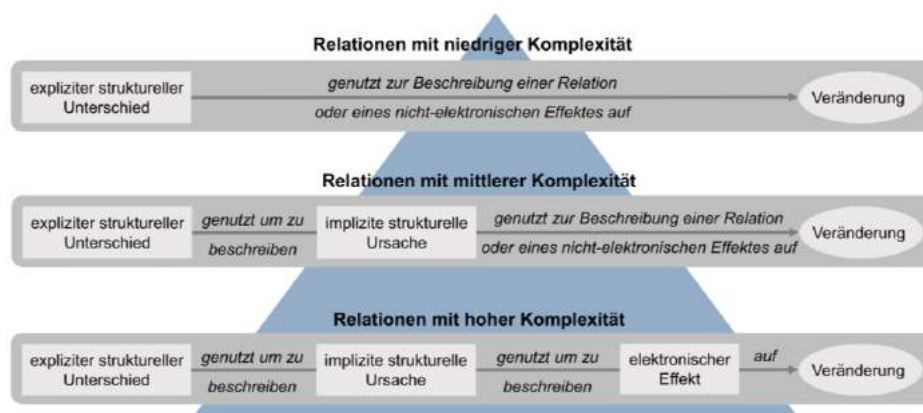 Relationen mit niedriger Komplexität
expliziter struktureller
Unterschied
genutzt zur Beschreibung einer Relation
oder eines nicht-elektronischen Effektes auf
Veränderung
Relationen mit mittlerer Komplexität
expliziter struktureller
Unterschied
genutzt um zu
beschreiben
implizite strukturelle
Ursache
genutzt zur Beschreibung einer Relation
oder eines nicht-elektronischen Effektes auf
Veränderung
Relationen mit hoher Komplexität
expliziter struktureller
Unterschied
genutzt um zu
beschreiben
implizite strukturelle
Ursache
genutzt um zu
beschreiben
elektronischer
Effekt
auf
Veränderung